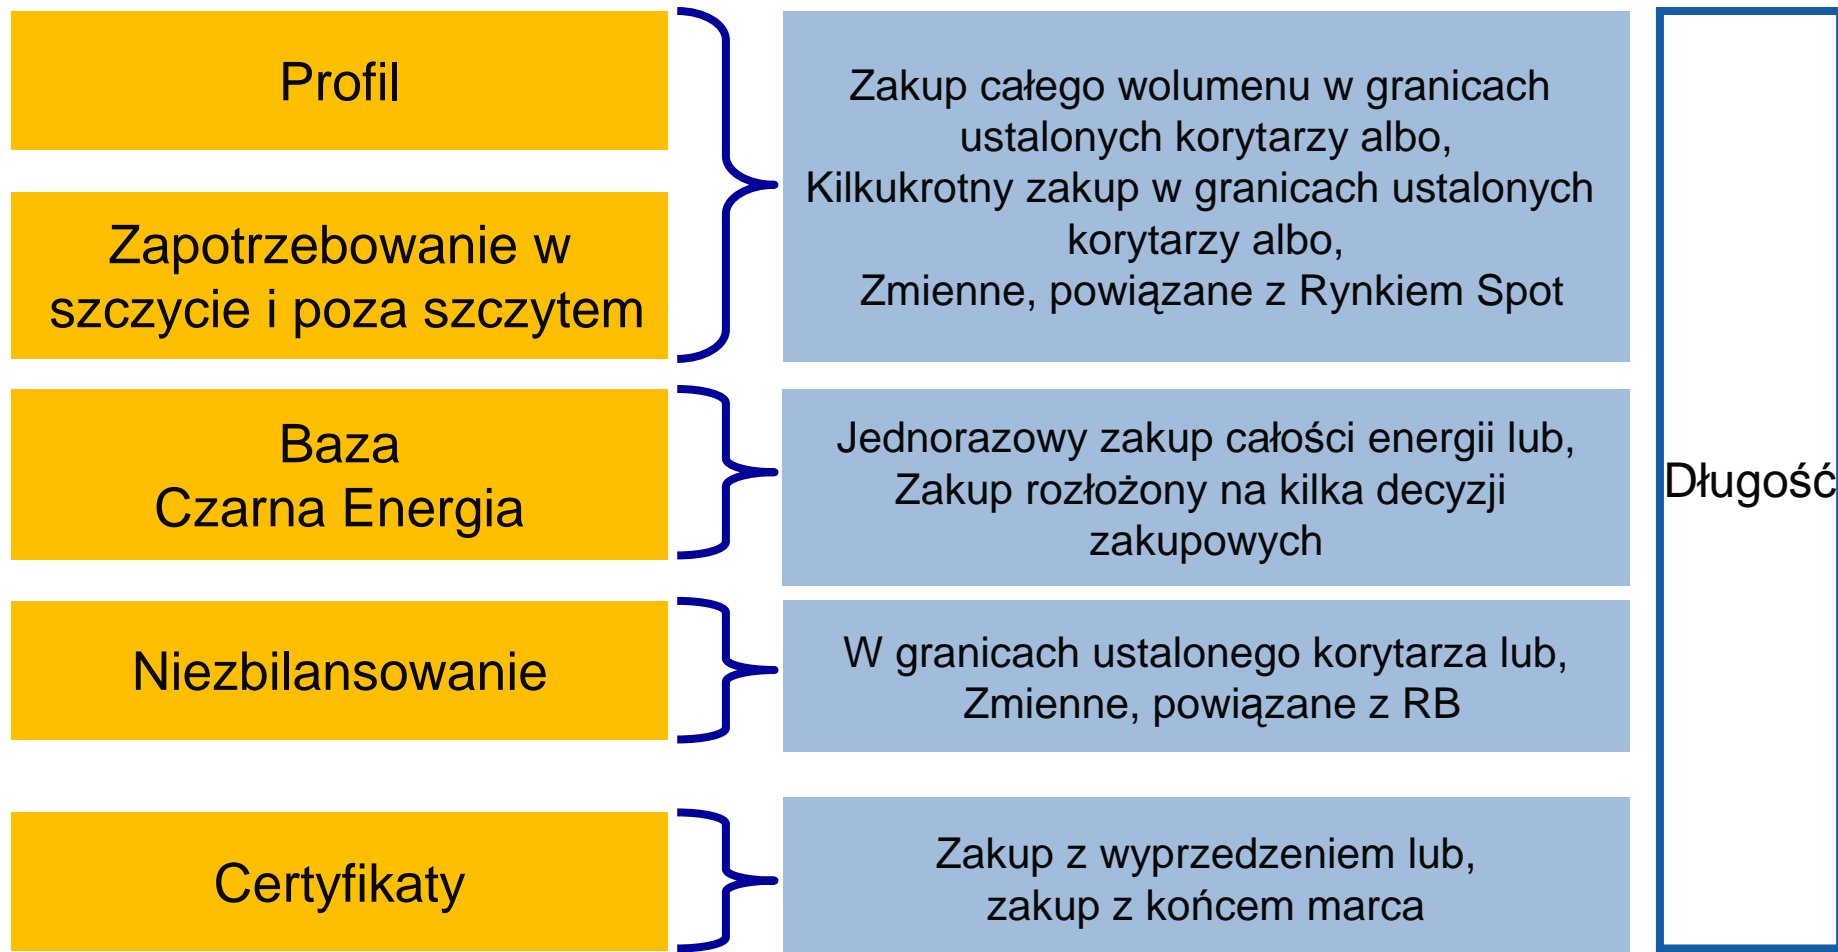 Profil
Zapotrzebowanie w
szczycie i poza szczytem
Zakup całego wolumenu w granicach
ustalonych korytarzy albo,
Kilkukrotny zakup w granicach ustalonych
korytarzy albo,
Zmienne, powiązane z Rynkiem Spot
Baza
Czarna Energia
Jednorazowy zakup całości energii lub,
Zakup rozłożony na kilka decyzji
zakupowych
Niezbilansowanie
W granicach ustalonego korytarza lub,
Zmienne, powiązane z RB
Certyfikaty
Zakup z wyprzedzeniem lub,
zakup z końcem marca
Długość